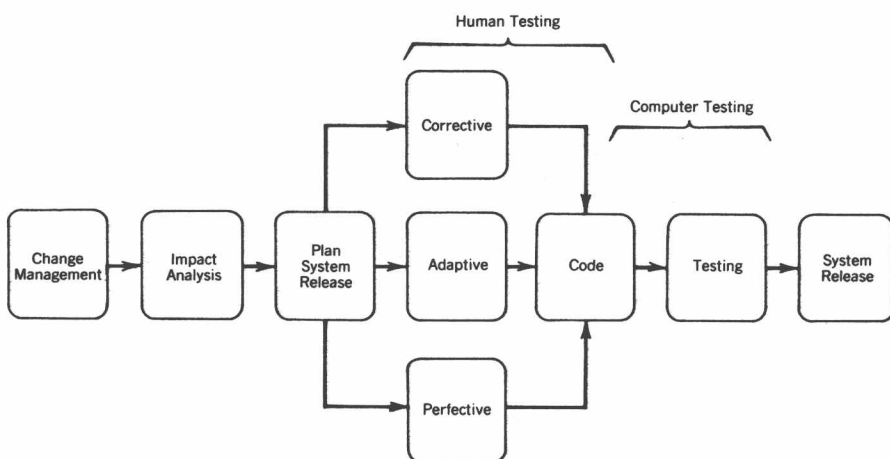 Human Testing
Computer Testing
Corrective
Change
Management
Impact
Analysis
Plan
System
Release
Adaptive
Code
Testing
System
Release
Perfective